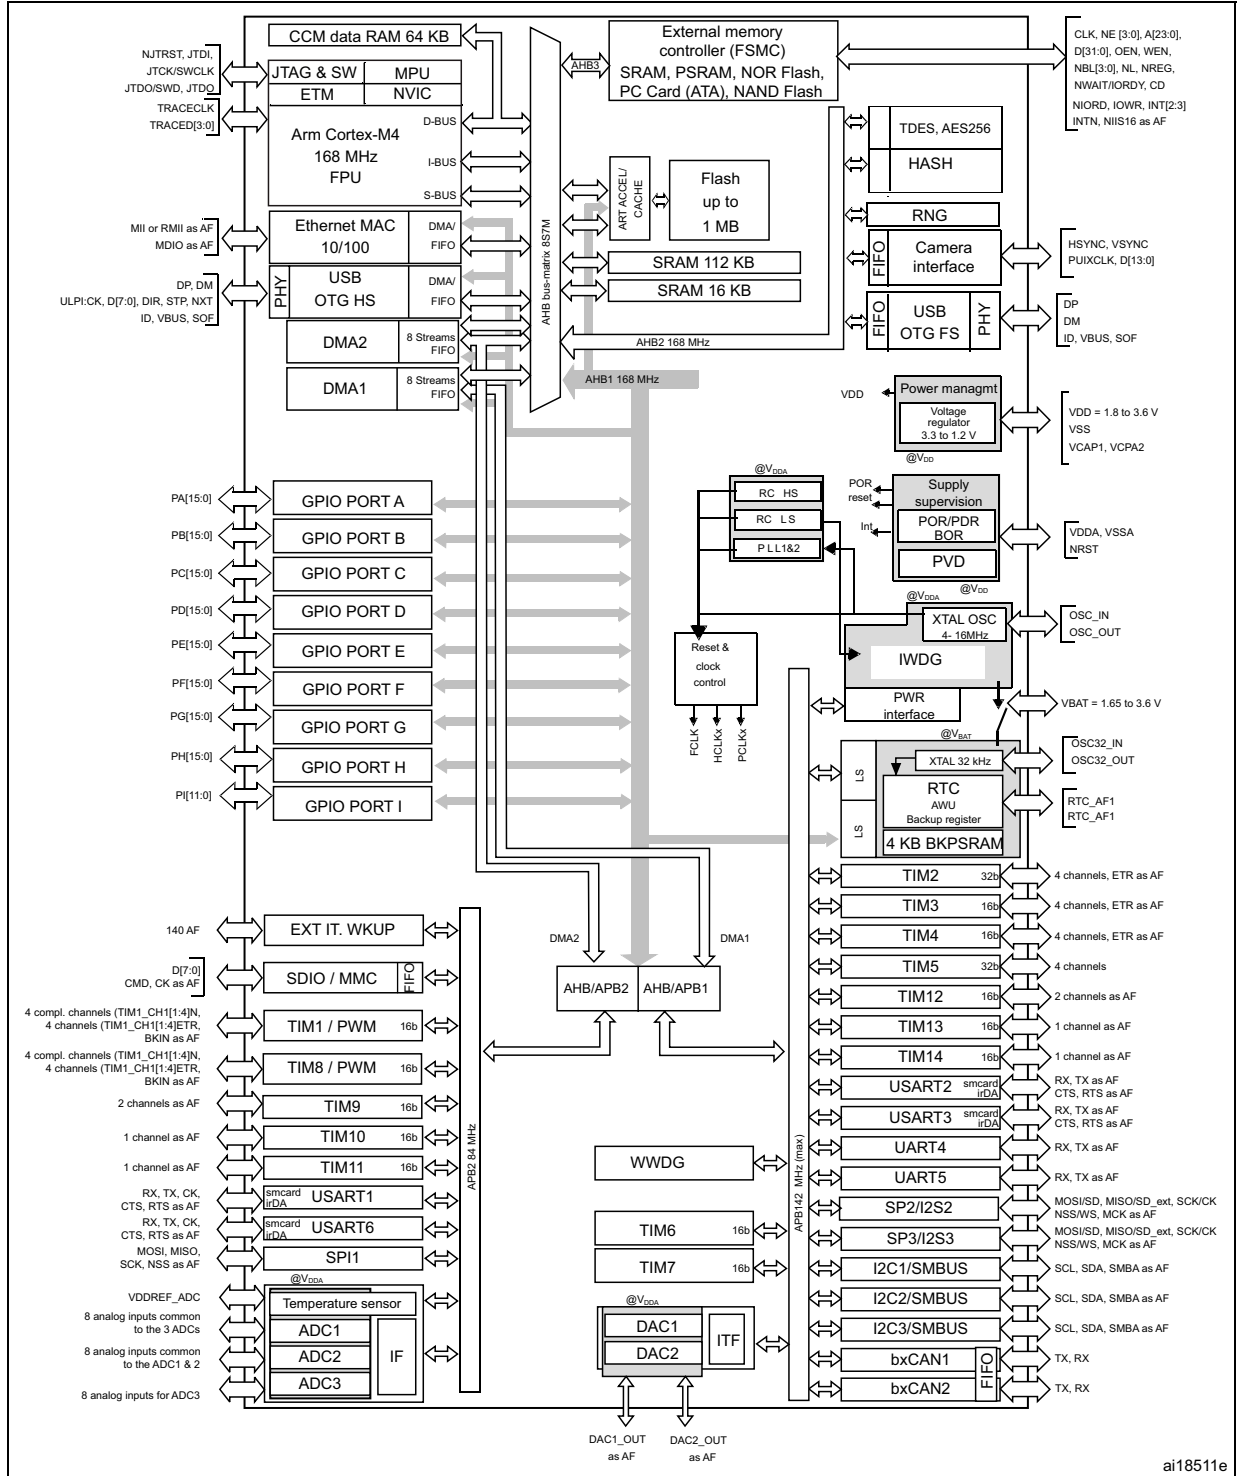 CCM data RAM 64 KB
External memory
controller (FSMC)
SRAM, PSRAM, NOR Flash,
PC Card (ATA), NAND Flash
AHB3
CLK, NE [3:0], A[23:0],
D[31:0], OEN, WEN,
NBL[3:0], NL, NREG,
NWAIT/IORDY, CD
NIORD, IOWR, INT[2:3]
INTN, NIIS16 as AF
NJTRST, JTDI,
JTCK/SWCLK
JTDO/SWD, JTDO
TRACECLK
TRACED[3:0]
JTAG & SW
MPU
ETM
NVIC
Arm Cortex-M4
168 MHz
FPU
D-BUS
I-BUS
S-BUS
AHB bus-matrix 8S7M
ART ACCEL/
CACHE
Flash
up to
1 MB
SRAM 112 KB
SRAM 16 KB
AHB2 168 MHz
AHB1 168 MHz
TDES, AES256
HASH
RNG
FIFO
Camera
interface
HSYNC, VSYNC
PUIXCLK, D[13:0]
FIFO
USB
OTG FS
PHY
DP
DM
ID, VBUS, SOF
MII or RMII as AF
MDIO as AF
Ethernet MAC
10/100
DMA/
FIFO
DP, DM
ULPI:CK, D[7:0], DIR, STP, NXT
ID, VBUS, SOF
PHY
USB
OTG HS
DMA/
FIFO
DMA2
8 Streams
FIFO
DMA1
8 Streams
FIFO
VDD
Power managmt
Voltage
regulator
3.3 to 1.2 V
@VDD
VDD = 1.8 to 3.6 V
VSS
VCAP1, VCPA2
@VDDA
RC HS
RC LS
PLL1&2
POR
reset
Int
Supply
supervision
POR/PDR
BOR
PVD
@VDD
VDDA, VSSA
NRST
@VDDA
XTAL OSC
4- 16MHz
IWDG
OSC_IN
OSC_OUT
PWR
interface
VBAT = 1.65 to 3.6 V
Reset &
clock
control
FCLK
HCLKx
PCLKx
@VBAT
LS
LS
XTAL 32 kHz
RTC
AWU
Backup register
4 KB BKPSRAM
OSC32_IN
OSC32_OUT
RTC_AF1
RTC_AF1
PA[15:0]
GPIO PORT A
PB[15:0]
GPIO PORT B
PC[15:0]
GPIO PORT C
PD[15:0]
GPIO PORT D
PE[15:0]
GPIO PORT E
PF[15:0]
GPIO PORT F
PG[15:0]
GPIO PORT G
PH[15:0]
GPIO PORT H
PI[11:0]
GPIO PORT I
DMA2
DMA1
AHB/APB2
AHB/APB1
140 AF
EXT IT. WKUP
D[7:0]
CMD, CK as AF
SDIO / MMC
FIFO
4 compl. channels (TIM1_CH1[1:4]N,
4 channels (TIM1_CH1[1:4]ETR,
BKIN as AF
TIM1 / PWM 16b
4 compl. channels (TIM1_CH1[1:4]N,
4 channels (TIM1_CH1[1:4]ETR,
BKIN as AF
TIM8 / PWM 16b
2 channels as AF
TIM9 16b
1 channel as AF
TIM10 16b
1 channel as AF
TIM11 16b
RX, TX, CK,
CTS, RTS as AF
smcard
irDA
USART1
RX, TX, CK,
CTS, RTS as AF
smcard
irDA
USART6
MOSI, MISO,
SCK, NSS as AF
SPI1
@VDDA
VDDREF_ADC
Temperature sensor
8 analog inputs common
to the 3 ADCs
ADC1
8 analog inputs common
to the ADC1 & 2
ADC2
8 analog inputs for ADC3
ADC3
IF
APB2 84 MHz
WWDG
TIM6 16b
TIM7 16b
@VDDA
DAC1
DAC2
ITF
DAC1_OUT
as AF
DAC2_OUT
as AF
APB142 MHz (max)
TIM2 32b
4 channels, ETR as AF
TIM3 16b
4 channels, ETR as AF
TIM4 16b
4 channels, ETR as AF
TIM5 32b
4 channels
TIM12 16b
2 channels as AF
TIM13 16b
1 channel as AF
TIM14 16b
1 channel as AF
USART2
smcard
irDA
RX, TX as AF
CTS, RTS as AF
USART3
smcard
irDA
RX, TX as AF
CTS, RTS as AF
UART4
RX, TX as AF
UART5
RX, TX as AF
SP2/I2S2
MOSI/SD, MISO/SD_ext, SCK/CK
NSS/WS, MCK as AF
SP3/I2S3
MOSI/SD, MISO/SD_ext, SCK/CK
NSS/WS, MCK as AF
I2C1/SMBUS
SCL, SDA, SMBA as AF
I2C2/SMBUS
SCL, SDA, SMBA as AF
I2C3/SMBUS
SCL, SDA, SMBA as AF
bxCAN1
TX, RX
bxCAN2
FIFO
TX, RX
ai18511e